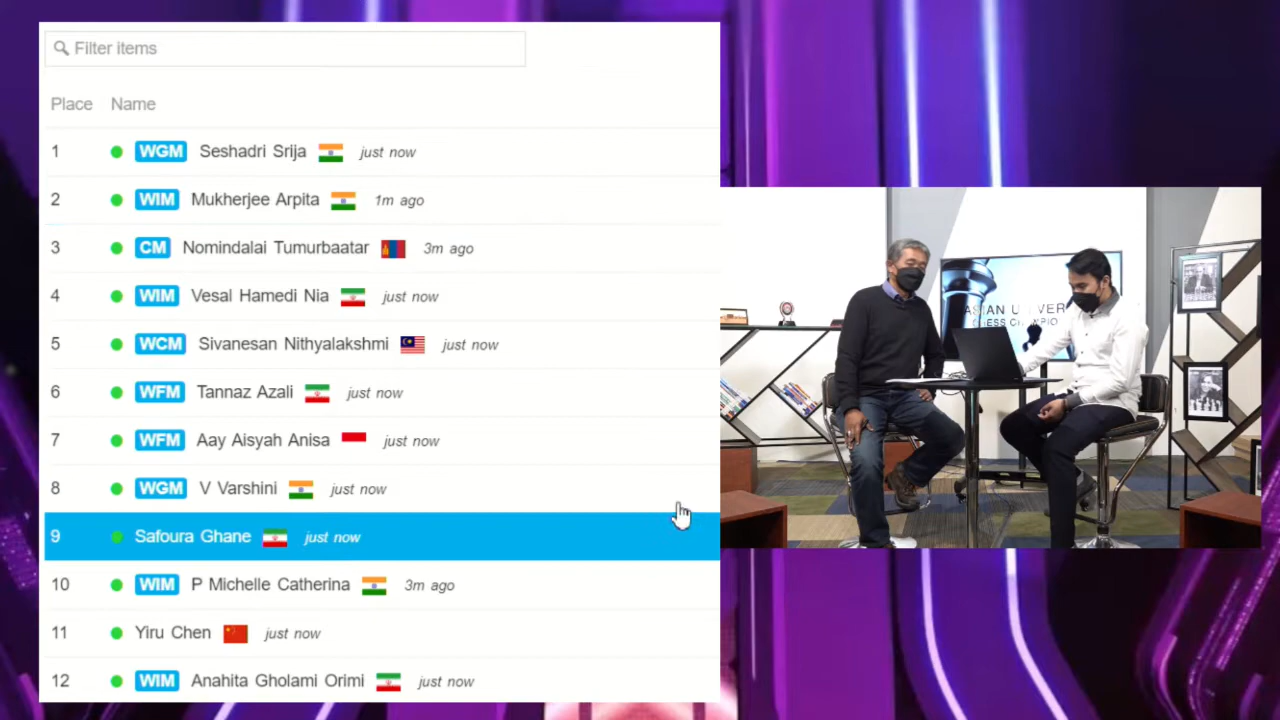 Filter items
Place Name
1 WGM Seshadri Srija just now
2 WIM Mukherjee Arpita 1m ago
3 CM Nomindalai Tumurbaatar 3m ago
4 WIM Vesal Hamedi Nia just now
5 WCM Sivanesan Nithyalakshmi just now
6 WFM Tannaz Azali just now
7 WFM Aay Aisyah Anisa just now
8 WGM V Varshini just now
9 Safoura Ghane just now
10 WIM P Michelle Catherina 3m ago
11 Yiru Chen just now
12 WIM Anahita Gholami Orimi just now
ASIAN